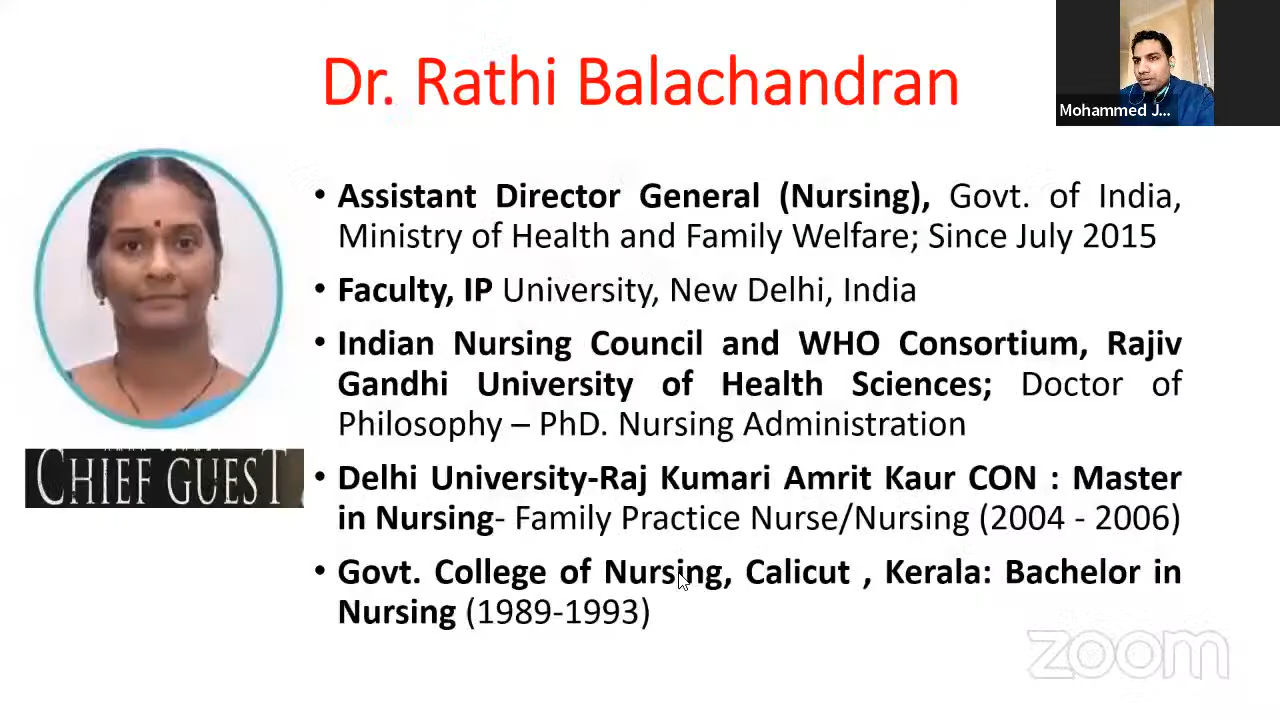 Dr. Rathi Balachandran
Mohammed J...
• Assistant Director General (Nursing), Govt. of India,
Ministry of Health and Family Welfare; Since July 2015
• Faculty, IP University, New Delhi, India
• Indian Nursing Council and WHO Consortium, Rajiv
Gandhi University of Health Sciences; Doctor of
Philosophy – PhD. Nursing Administration
CHIEF GUEST
• Delhi University-Raj Kumari Amrit Kaur CON : Master
in Nursing- Family Practice Nurse/Nursing (2004 - 2006)
• Govt. College of Nursing, Calicut , Kerala: Bachelor in
Nursing (1989-1993)
zoom